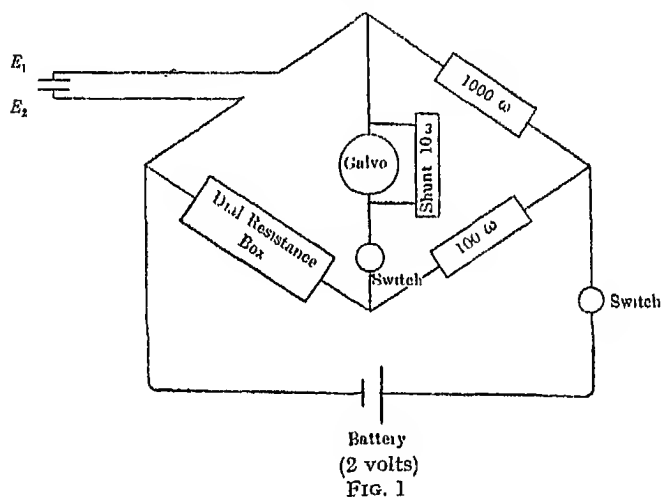 E₁
E₂
1000 ω
Galvo
Shunt 10 ω
Dial Resistance
Box
100 ω
Switch
Switch
Battery
(2 volts)
FIG. 1